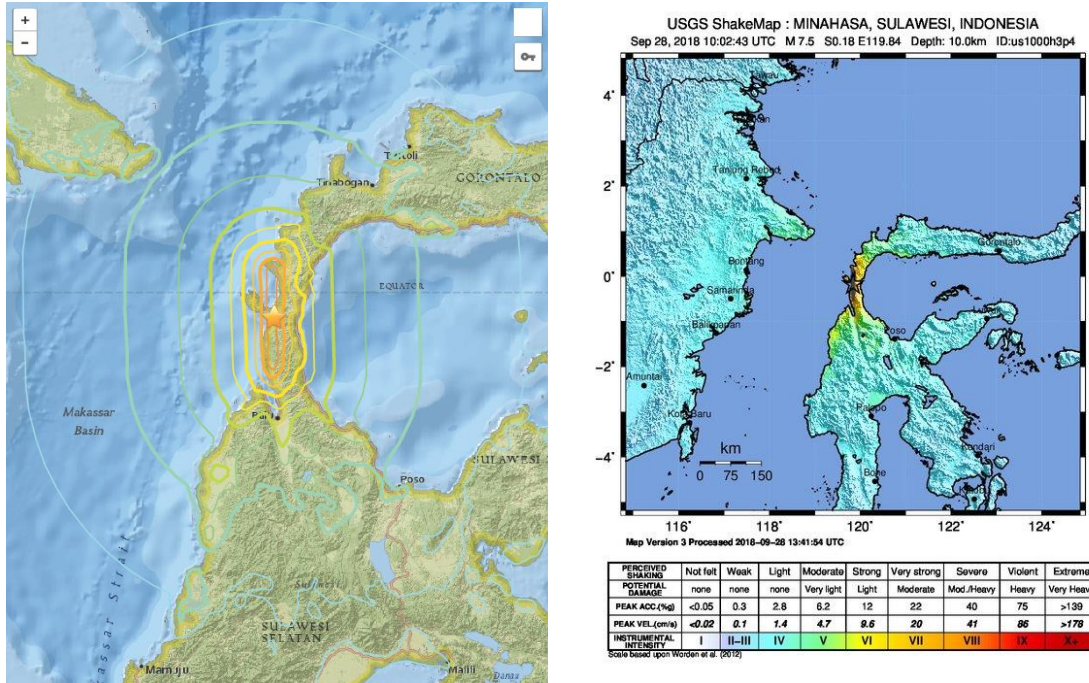 +
−
Tinabogan
GORONTALO
EQUATOR
Makassar
Basin
Poso
SULAWESI
Sulawesi
SULAWESI
SELATAN
Mamuju
Malili
Danau
USGS ShakeMap : MINAHASA, SULAWESI, INDONESIA
Sep 28, 2018 10:02:43 UTC M 7.5 S0.18 E119.84 Depth: 10.0km ID:us1000h3p4
4°
Tanjung Redeb
2°
Gorontalo
Bontang
0°
Samarinda
Balikpapan
Poso
−2°
Amuntai
Palopo
Kota Baru
Kendari
km
−4°
0 75 150
Bone
116° 118° 120° 122° 124°
Map Version 3 Processed 2018−09−28 13:41:54 UTC
PERCEIVED SHAKING Not felt Weak Light Moderate Strong Very strong Severe Violent Extreme
POTENTIAL DAMAGE none none none Very light Light Moderate Mod./Heavy Heavy Very Heavy
PEAK ACC.(%g) <0.05 0.3 2.8 6.2 12 22 40 75 >139
PEAK VEL.(cm/s) <0.02 0.1 1.4 4.7 9.6 20 41 86 >178
INSTRUMENTAL INTENSITY I II−III IV V VI VII VIII IX X+
Scale based upon Worden et al. (2012)